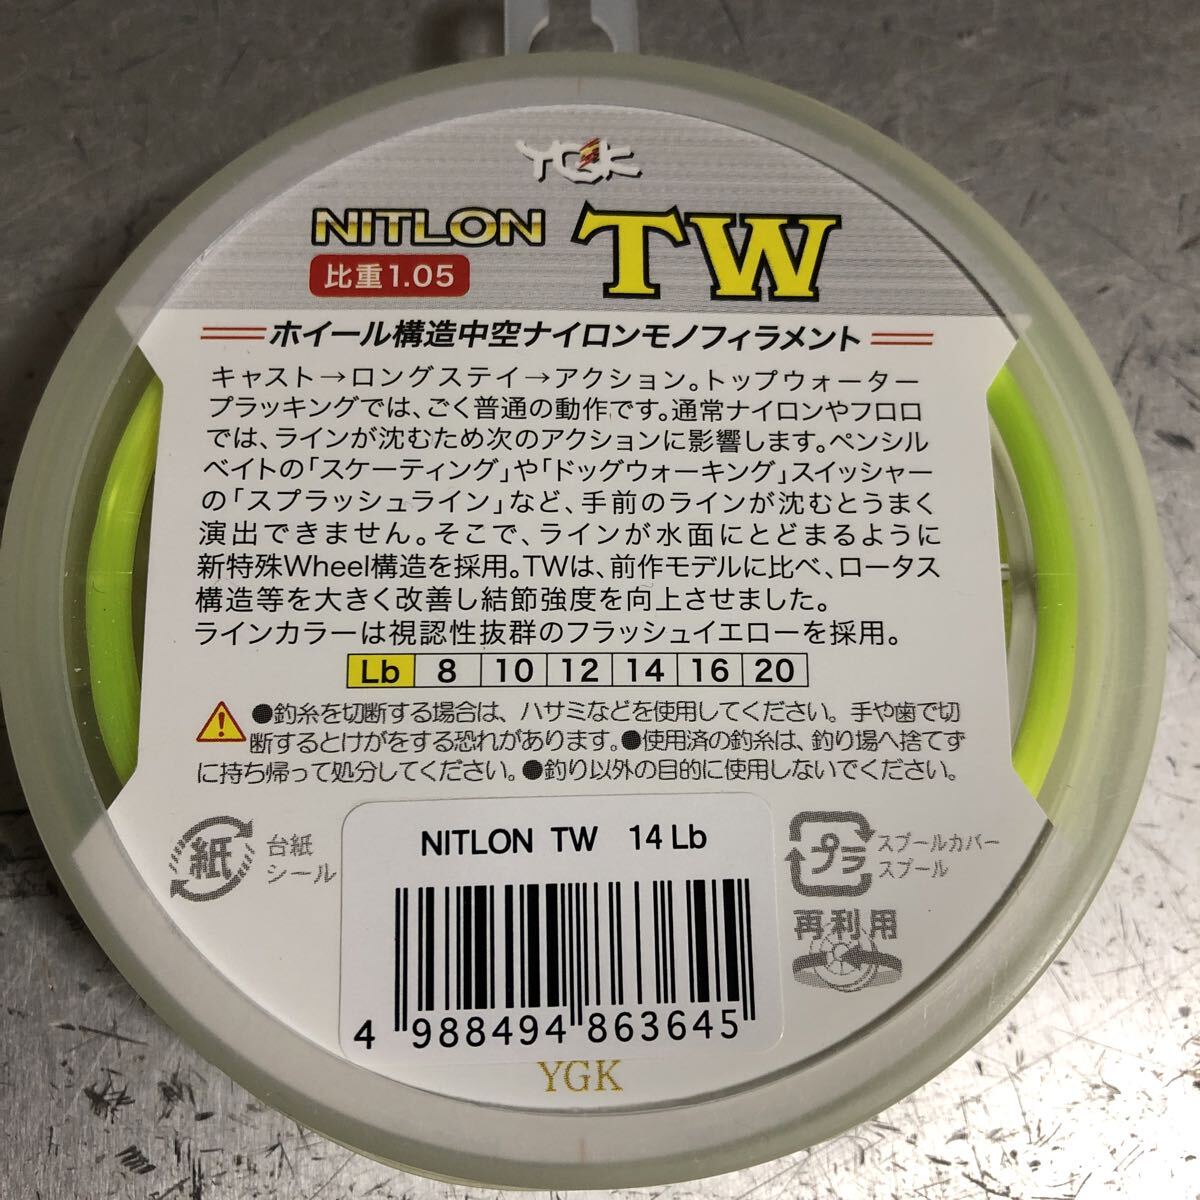 YGK
NITLON TW
比重1.05
ホイール構造中空ナイロンモノフィラメント
キャスト→ロングステイ→アクション。トップウォーター
プラッキングでは、ごく普通の動作です。通常ナイロンやフロロ
では、ラインが沈むため次のアクションに影響します。ペンシル
ベイトの「スケーティング」や「ドッグウォーキング」スイッシャー
の「スプラッシュライン」など、手前のラインが沈むとうまく
演出できません。そこで、ラインが水面にとどまるように
新特殊Wheel構造を採用。TWは、前作モデルに比べ、ロータス
構造等を大きく改善し結節強度を向上させました。
ラインカラーは視認性抜群のフラッシュイエローを採用。
Lb 8 10 12 14 16 20
●釣糸を切断する場合は、ハサミなどを使用してください。手や歯で切
断するとけがをする恐れがあります。●使用済の釣糸は、釣り場へ捨てず
に持ち帰って処分してください。●釣り以外の目的に使用しないでください。
紙
台紙
シール
NITLON TW 14 Lb
4 988494 863645
プラ
スプールカバー
スプール
再利用
YGK